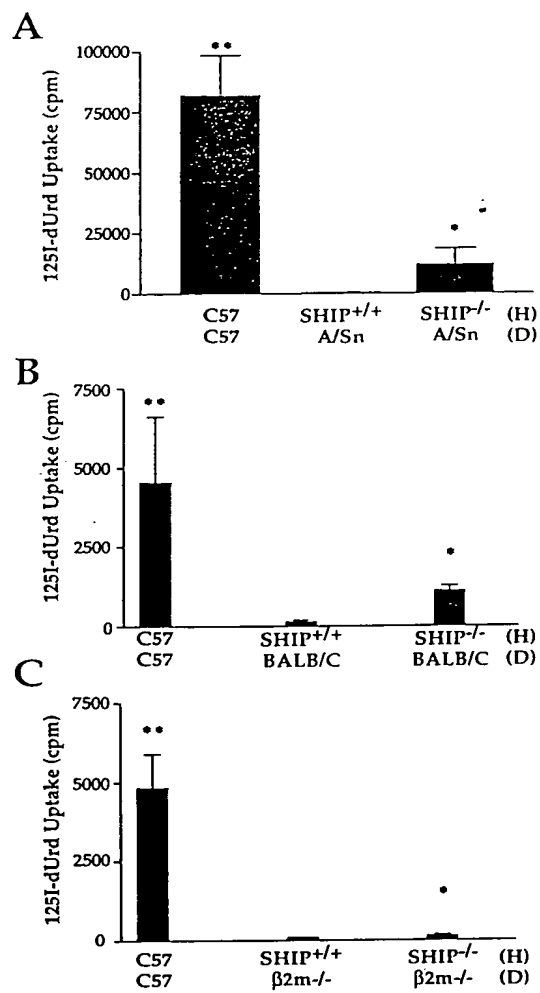 A
125I-dUrd Uptake (cpm)
100000
75000
50000
25000
0
**
*
C57 SHIP+/+ SHIP-/- (H)
C57 A/Sn A/Sn (D)
B
125I-dUrd Uptake (cpm)
7500
5000
2500
0
**
*
C57 SHIP+/+ SHIP-/- (H)
C57 BALB/C BALB/C (D)
C
125I-dUrd Uptake (cpm)
7500
5000
2500
0
**
*
C57 SHIP+/+ SHIP-/- (H)
C57 β2m-/- β2m-/- (D)